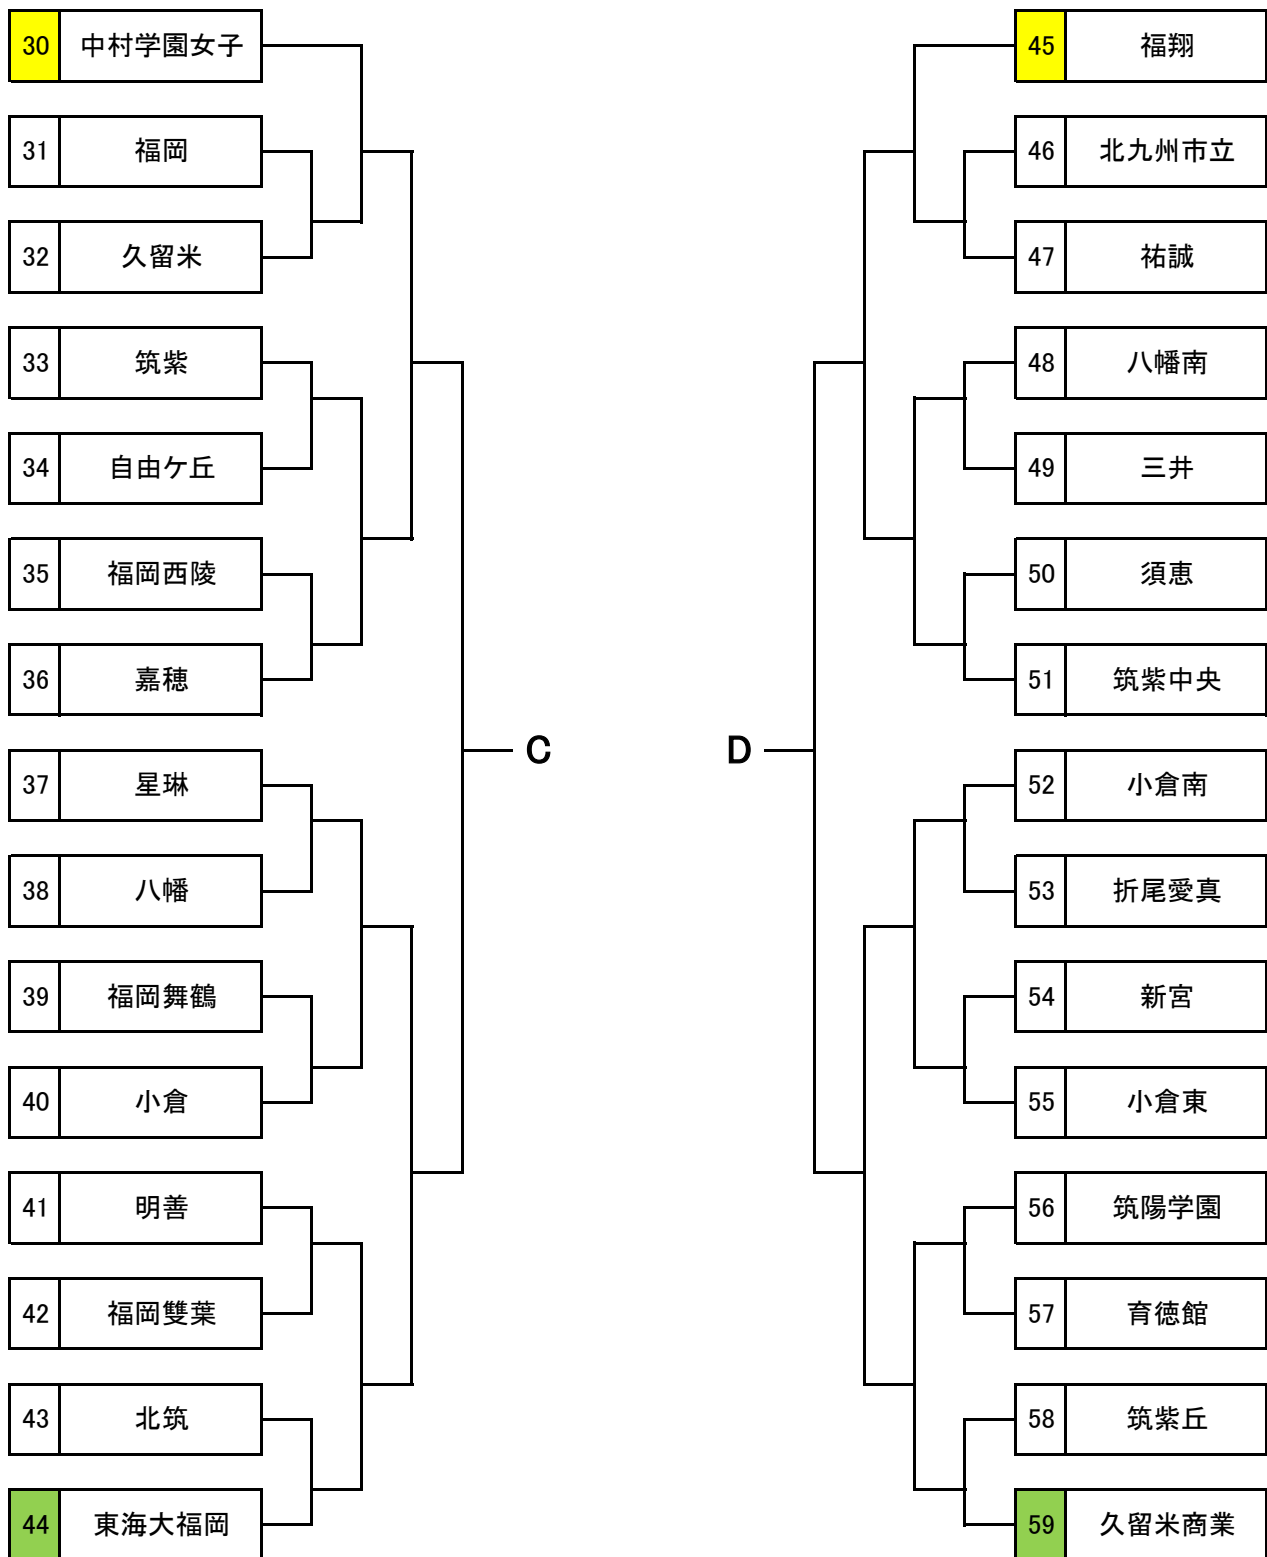 30 中村学園女子
31 福岡
32 久留米
33 筑紫
34 自由ケ丘
35 福岡西陵
36 嘉穂
37 星琳
38 八幡
39 福岡舞鶴
40 小倉
41 明善
42 福岡雙葉
43 北筑
44 東海大福岡
C
D
45 福翔
46 北九州市立
47 祐誠
48 八幡南
49 三井
50 須恵
51 筑紫中央
52 小倉南
53 折尾愛真
54 新宮
55 小倉東
56 筑陽学園
57 育徳館
58 筑紫丘
59 久留米商業